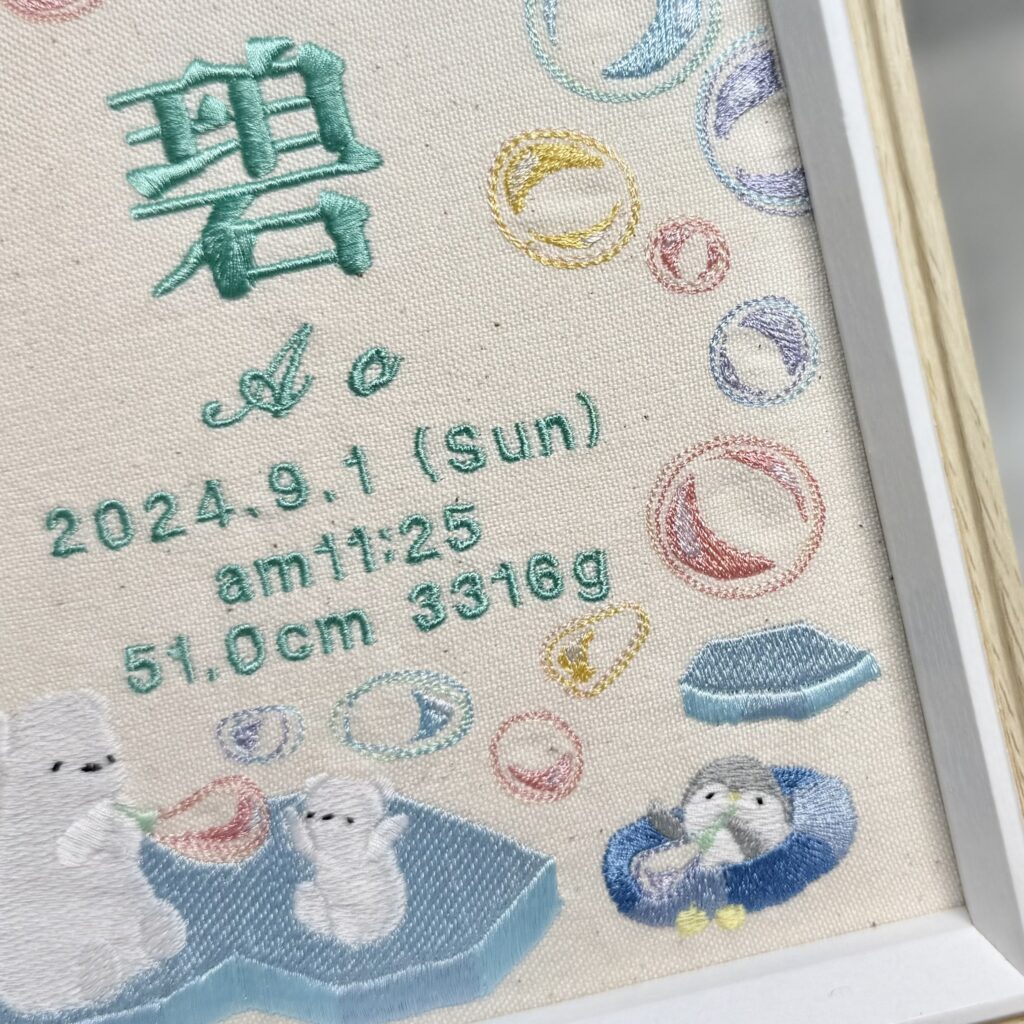 碧
Ao
2024.9.1 (Sun)
am11:25
51.0cm 3316g